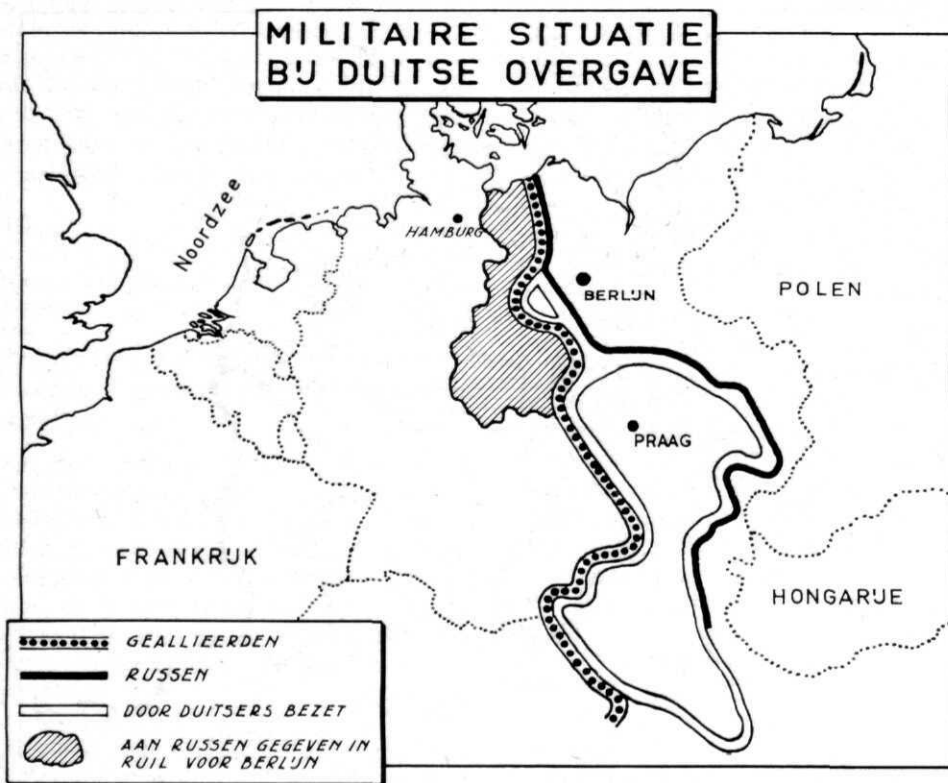 MILITAIRE SITUATIE
BIJ DUITSE OVERGAVE
Noordzee
HAMBURG
BERLIJN
POLEN
PRAAG
FRANKRIJK
HONGARIJE
GEALLIEERDEN
RUSSEN
DOOR DUITSERS BEZET
AAN RUSSEN GEGEVEN IN
RUIL VOOR BERLIJN